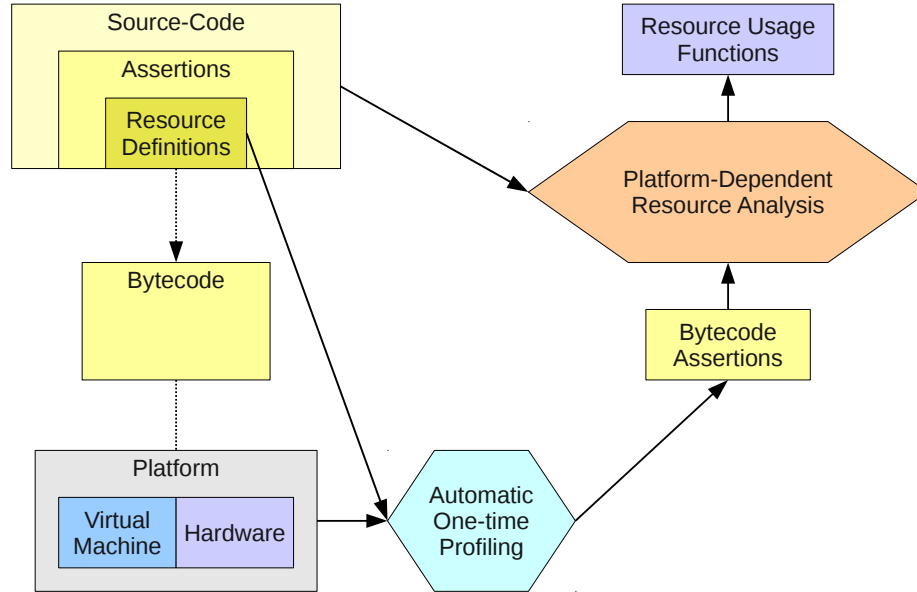 Source-Code
Assertions
Resource
Definitions
Bytecode
Platform
Virtual
Machine
Hardware
Automatic
One-time
Profiling
Resource Usage
Functions
Platform-Dependent
Resource Analysis
Bytecode
Assertions